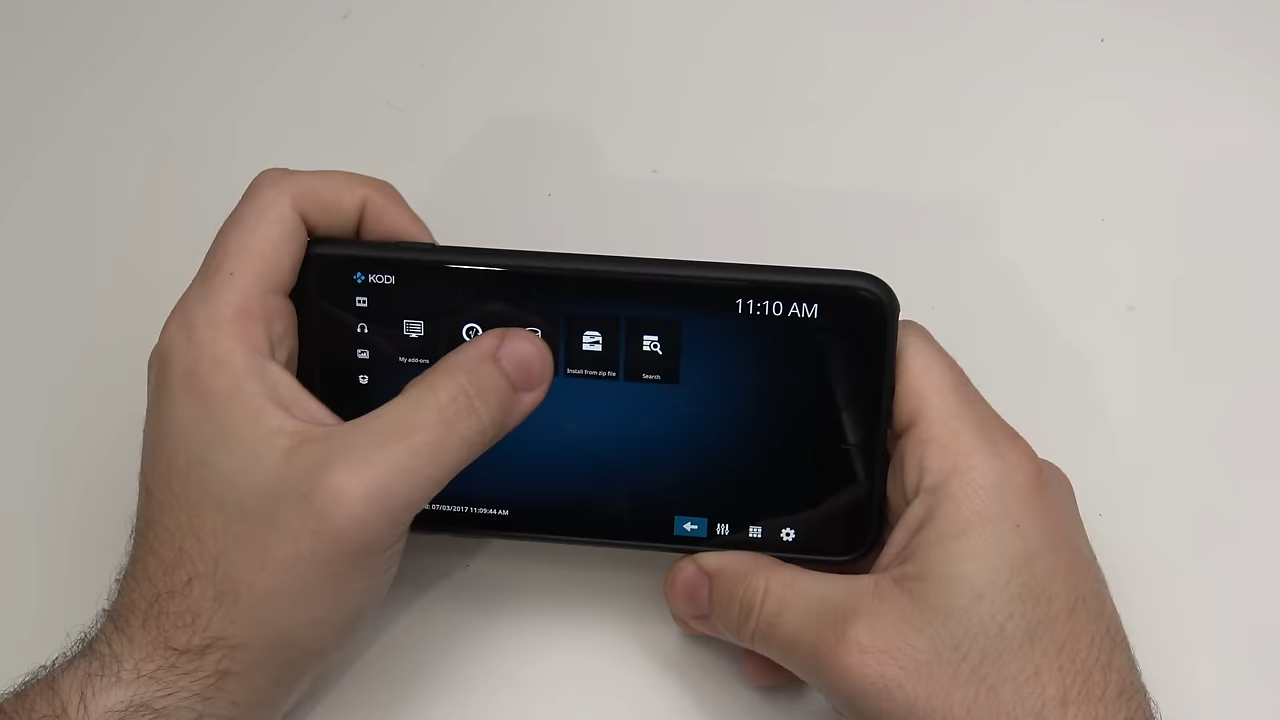 KODI
11:10 AM
My add-ons
Install from zip file
Search
07/03/2017 11:09:44 AM